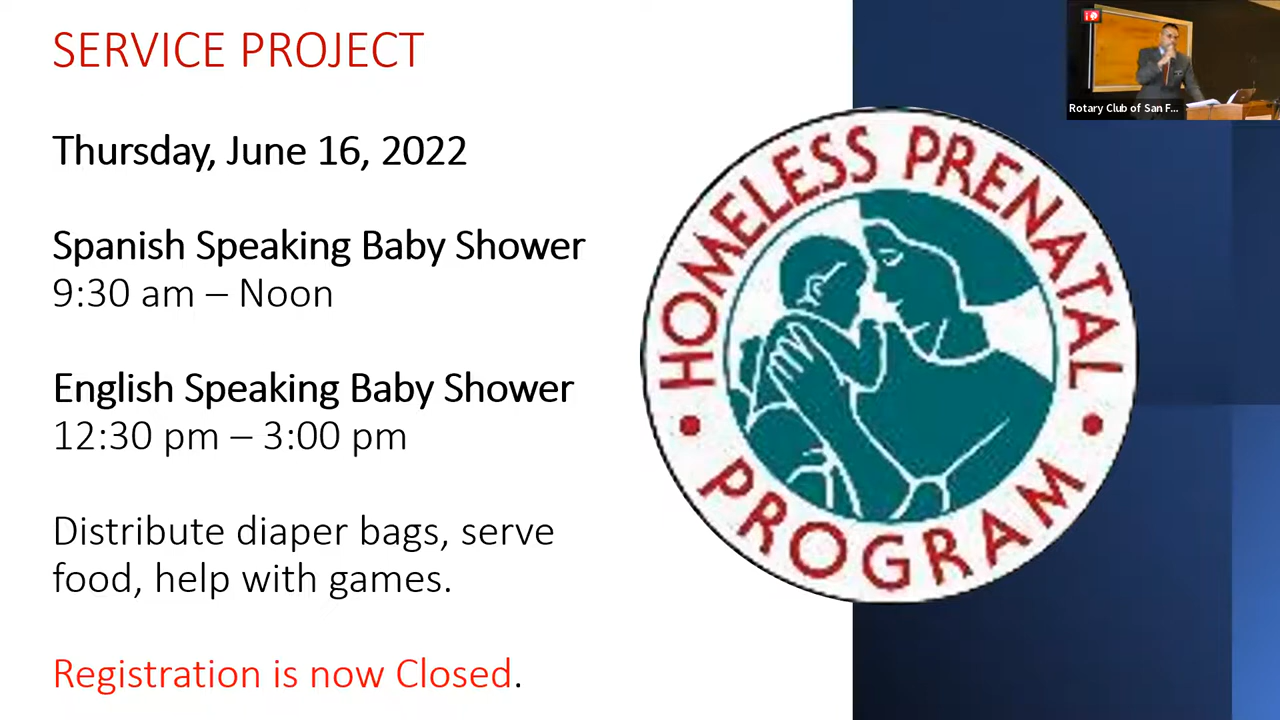 SERVICE PROJECT
Thursday, June 16, 2022
Spanish Speaking Baby Shower
9:30 am – Noon
English Speaking Baby Shower
12:30 pm – 3:00 pm
Distribute diaper bags, serve
food, help with games.
Registration is now Closed.
HOMELESS PRENATAL
• PROGRAM •
Rotary Club of San F...